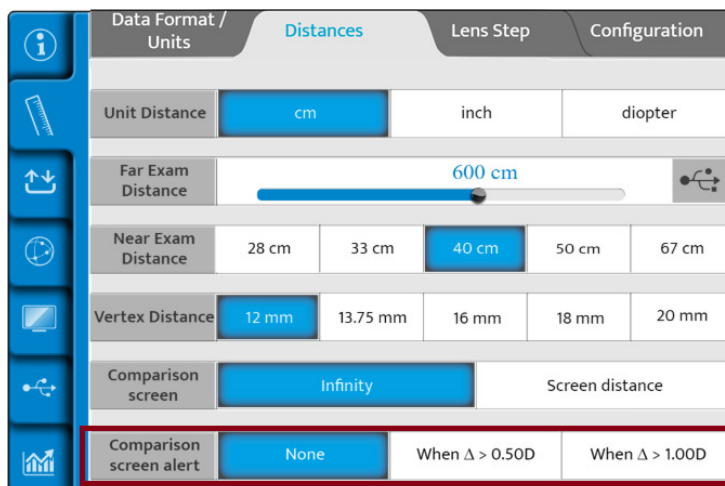 Data Format /
Units
Distances
Lens Step
Configuration
Unit Distance
cm
inch
diopter
Far Exam
Distance
600 cm
Near Exam
Distance
28 cm
33 cm
40 cm
50 cm
67 cm
Vertex Distance
12 mm
13.75 mm
16 mm
18 mm
20 mm
Comparison
screen
Infinity
Screen distance
Comparison
screen alert
None
When Δ > 0.50D
When Δ > 1.00D